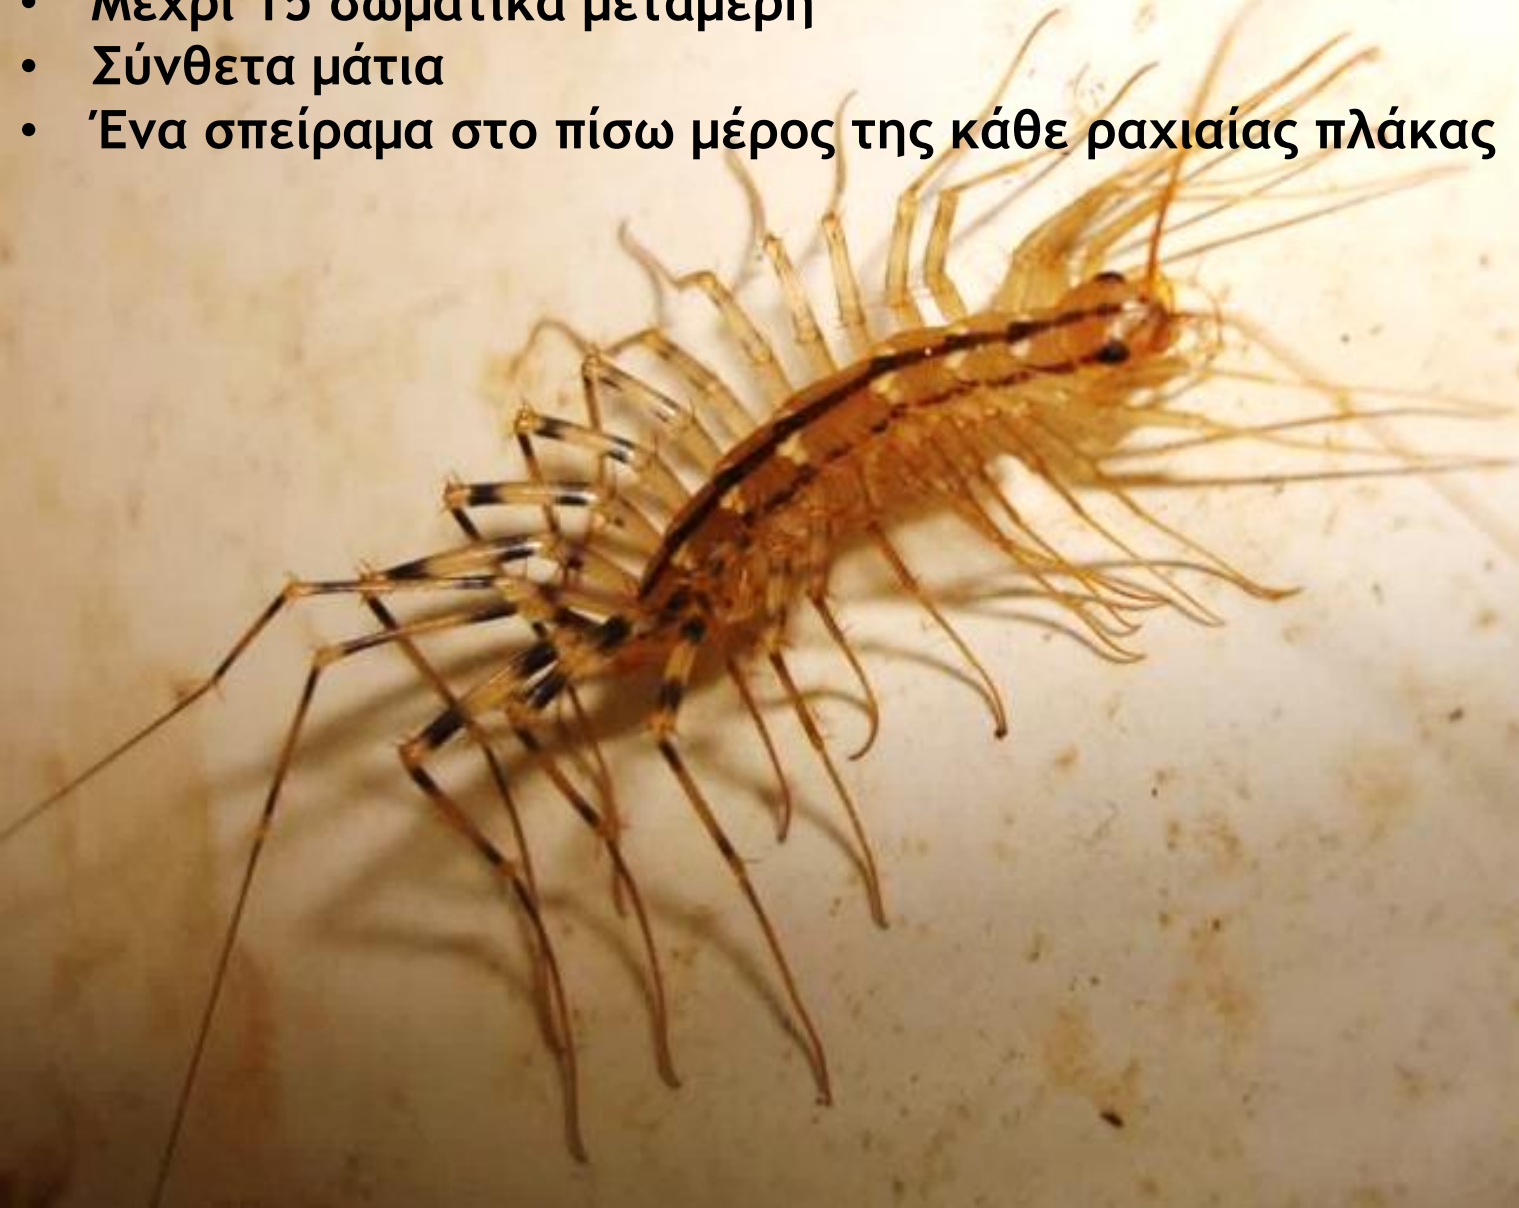 • Μέχρι 15 σωματικά μεταμερή
• Σύνθετα μάτια
• Ένα σπείραμα στο πίσω μέρος της κάθε ραχιαίας πλάκας